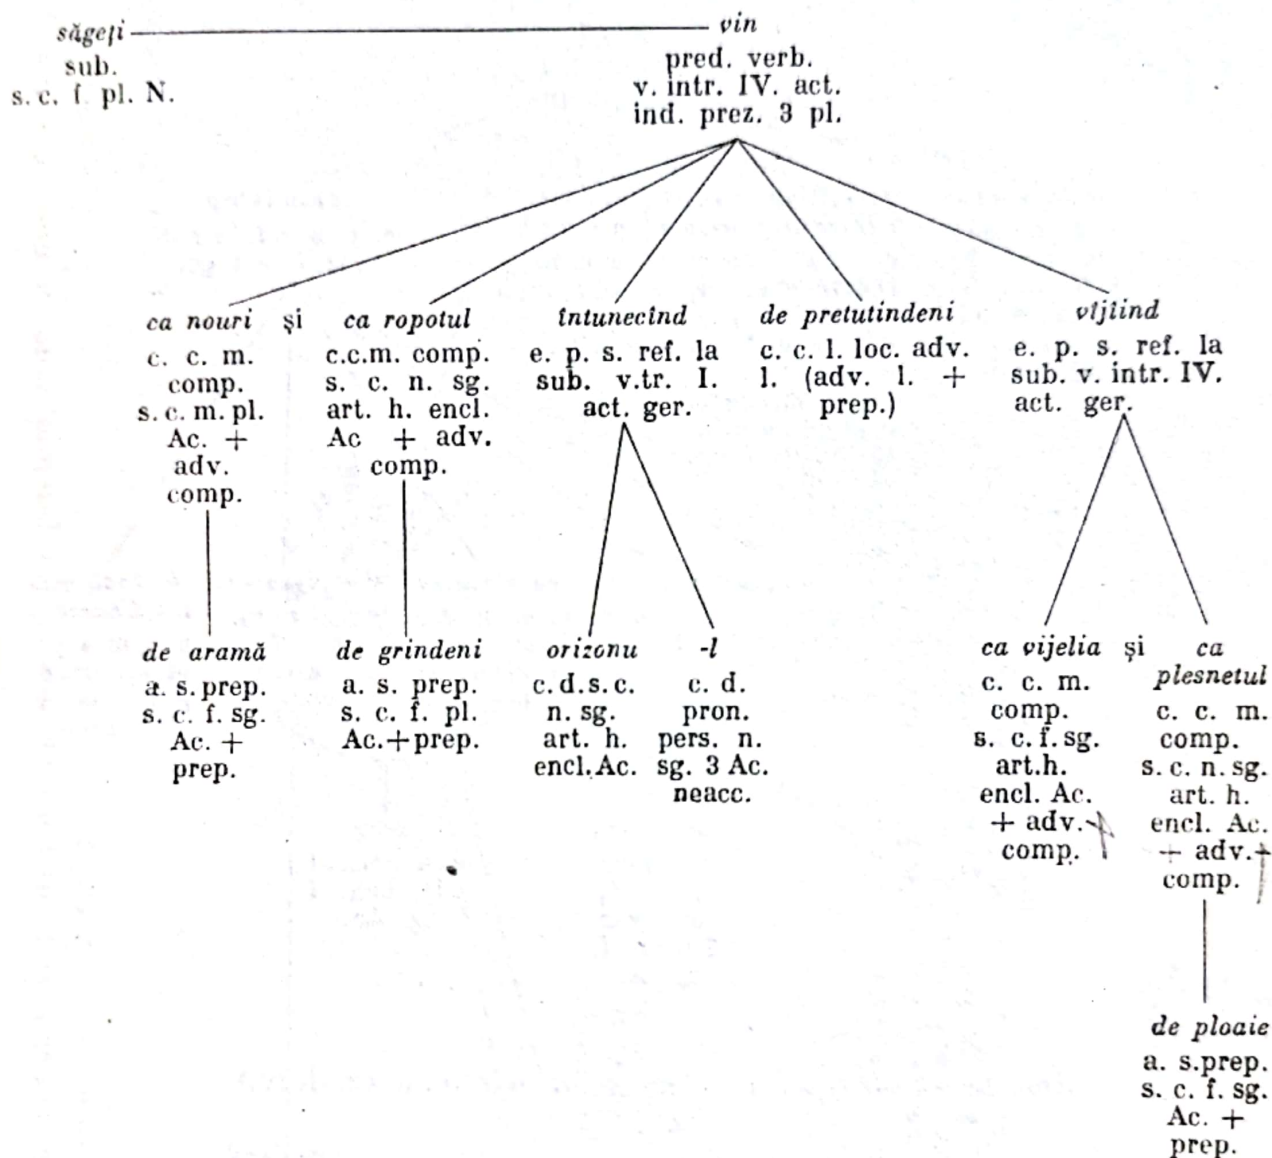 săgeți
sub.
s. c. f. pl. N.
vin
pred. verb.
v. intr. IV. act.
ind. prez. 3 pl.
ca nouri și
c. c. m.
comp.
s. c. m. pl.
Ac. +
adv.
comp.
ca ropotul
c.c.m. comp.
s. c. n. sg.
art. h. encl.
Ac + adv.
comp.
întunecînd
e. p. s. ref. la
sub. v.tr. I.
act. ger.
de pretutindeni
c. c. l. loc. adv.
l. (adv. l. +
prep.)
vîjiind
e. p. s. ref. la
sub. v. intr. IV.
act. ger.
de aramă
a. s. prep.
s. c. f. sg.
Ac. +
prep.
de grindeni
a. s. prep.
s. c. f. pl.
Ac.+prep.
orizonu
c. d. s. c.
n. sg.
art. h.
encl. Ac.
-l
c. d.
pron.
pers. n.
sg. 3 Ac.
neacc.
ca vijelia și
c. c. m.
comp.
s. c. f. sg.
art.h.
encl. Ac.
+ adv.
comp.
ca
plesnetul
c. c. m.
comp.
s. c. n. sg.
art. h.
encl. Ac.
+ adv.
comp.
de ploaie
a. s.prep.
s. c. f. sg.
Ac. +
prep.